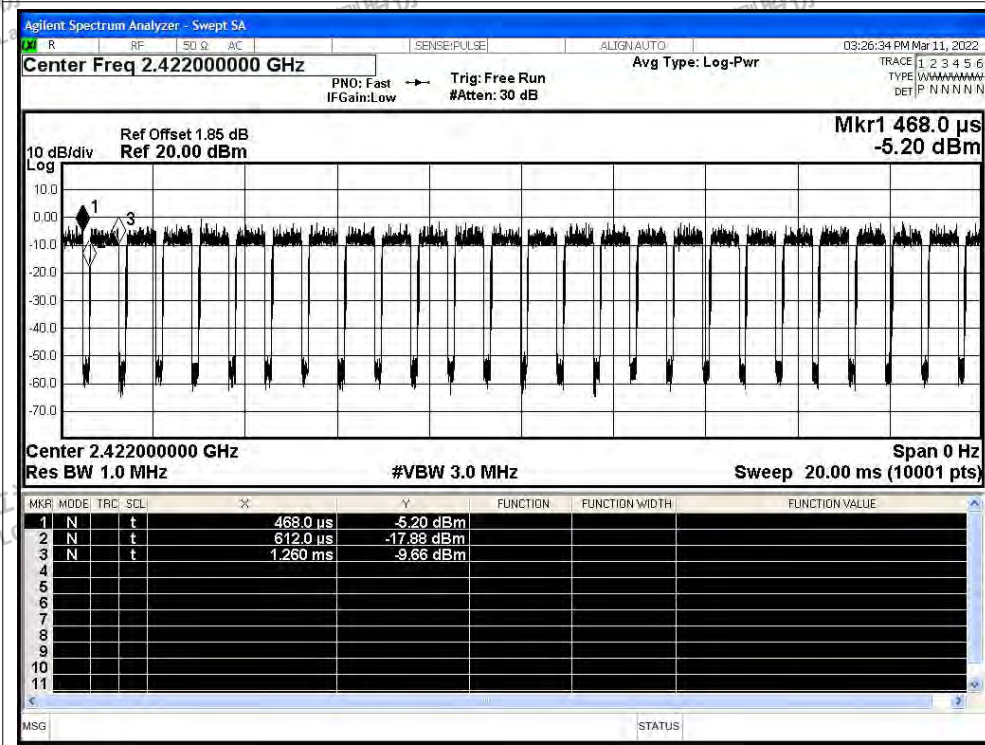 Agilent Spectrum Analyzer - Swept SA
LXI R RF 50 Ω AC SENSE:PULSE ALIGN AUTO 03:26:34 PM Mar 11, 2022
Center Freq 2.422000000 GHz
Avg Type: Log-Pwr
TRACE 1 2 3 4 5 6
PNO: Fast Trig: Free Run
TYPE
IFGain:Low #Atten: 30 dB
DET P N N N N N
Mkr1 468.0 µs
Ref Offset 1.85 dB
-5.20 dBm
10 dB/div Ref 20.00 dBm
Log
10.0
1
3
0.00
-10.0
-20.0
-30.0
-40.0
-50.0
-60.0
-70.0
Center 2.422000000 GHz Span 0 Hz
Res BW 1.0 MHz #VBW 3.0 MHz Sweep 20.00 ms (10001 pts)
MKR MODE TRC SCL X Y FUNCTION FUNCTION WIDTH FUNCTION VALUE
1 N t 468.0 µs -5.20 dBm
2 N t 612.0 µs -17.88 dBm
3 N t 1.260 ms -9.66 dBm
4
5
6
7
8
9
10
11
MSG STATUS